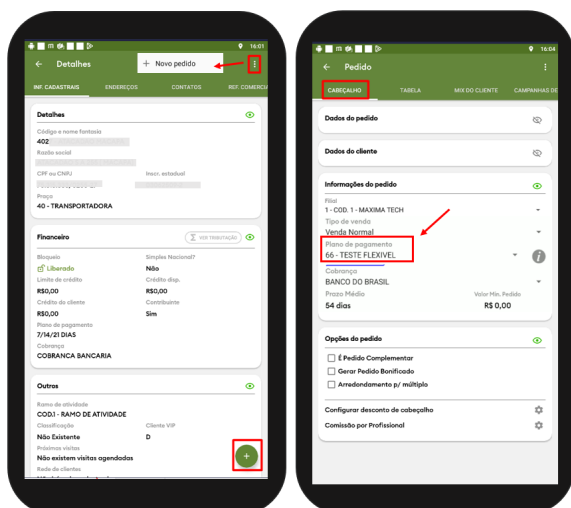 16:01
Detalhes
+ Novo pedido
INF. CADASTRAIS ENDEREÇOS CONTATOS REF. COMERCIA
Detalhes
Código e nome fantasia
402
Razão social
CPF ou CNPJ Inscr. estadual
Praça
40 - TRANSPORTADORA
Financeiro VER TRIBUTAÇÃO
Bloqueio Simples Nacional?
Liberado Não
Limite de crédito Crédito disp.
R$0,00 R$0,00
Crédito do cliente Contribuinte
R$0,00 Sim
Plano de pagamento
7/14/21 DIAS
Cobrança
COBRANCA BANCARIA
Outros
Ramo de atividade
COD.1 - RAMO DE ATIVIDADE
Classificação Cliente VIP
Não Existente D
Próximas visitas
Não existem visitas agendadas
Rede de clientes
+
16:04
Pedido
CABEÇALHO TABELA MIX DO CLIENTE CAMPANHAS DE
Dados do pedido
Dados do cliente
Informações do pedido
Filial
1 - COD. 1 - MAXIMA TECH
Tipo de venda
Venda Normal
Plano de pagamento
66 - TESTE FLEXIVEL
Cobrança
BANCO DO BRASIL
Prazo Médio Valor Min. Pedido
54 dias R$ 0,00
Opções do pedido
É Pedido Complementar
Gerar Pedido Bonificado
Arredondamento p/ múltiplo
Configurar desconto de cabeçalho
Comissão por Profissional